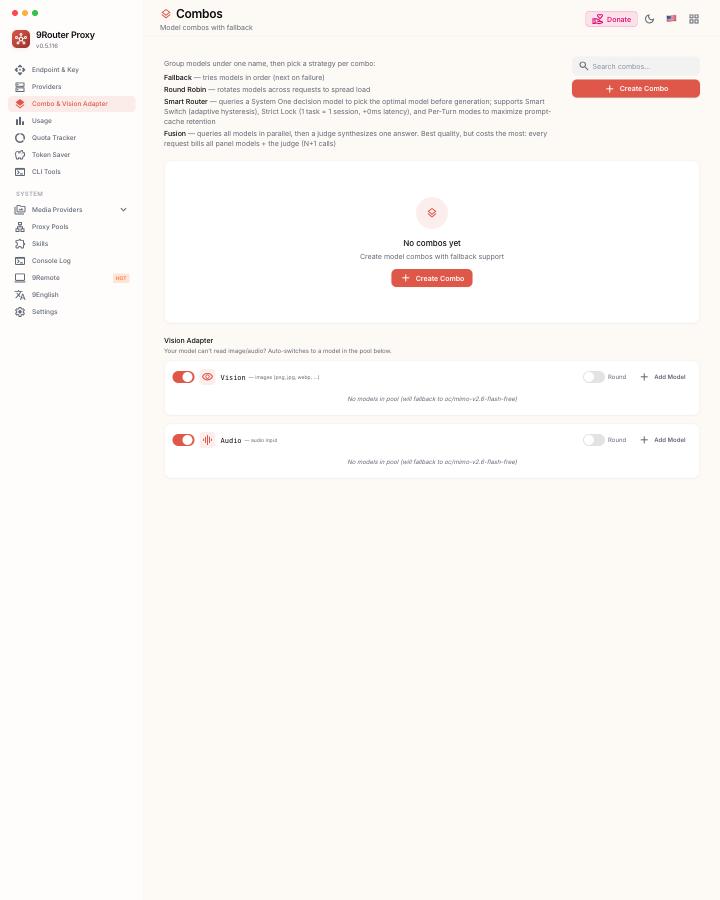 9Router Proxy
v0.5.116
Endpoint & Key
Providers
Combo & Vision Adapter
Usage
Quota Tracker
Token Saver
CLI Tools
SYSTEM
Media Providers
Proxy Pools
Skills
Console Log
9Remote
HOT
9English
Settings
Combos
Model combos with fallback
Donate
Group models under one name, then pick a strategy per combo:
Fallback — tries models in order (next on failure)
Round Robin — rotates models across requests to spread load
Smart Router — queries a System One decision model to pick the optimal model before generation; supports Smart
Switch (adaptive hysteresis), Strict Lock (1 task = 1 session, +0ms latency), and Per-Turn modes to maximize prompt-
cache retention
Fusion — queries all models in parallel, then a judge synthesizes one answer. Best quality, but costs the most: every
request bills all panel models + the judge (N+1 calls)
Search combos...
Create Combo
No combos yet
Create model combos with fallback support
Create Combo
Vision Adapter
Your model can't read image/audio? Auto-switches to a model in the pool below.
Vision — images (png, jpg, webp, ...)
Round
Add Model
No models in pool (will fallback to oc/mimo-v2.6-flash-free)
Audio — audio input
Round
Add Model
No models in pool (will fallback to oc/mimo-v2.6-flash-free)